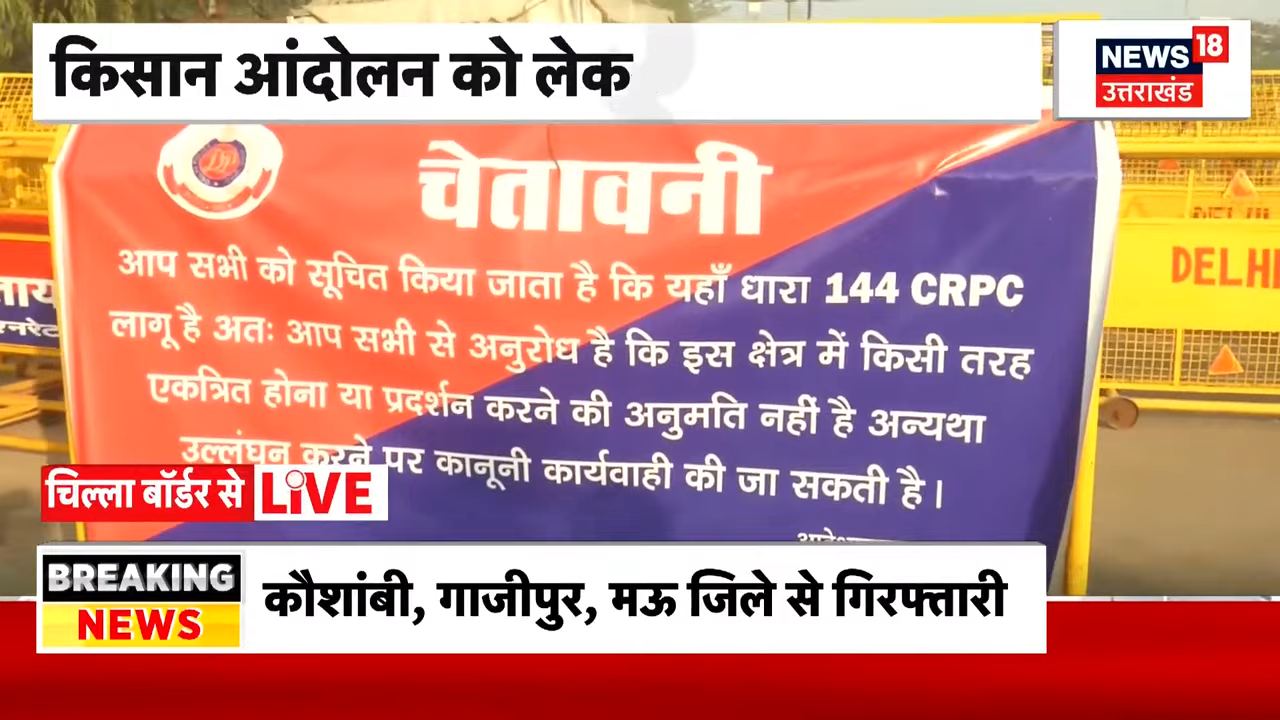 किसान आंदोलन को लेक
NEWS 18
उत्तराखंड
चेतावनी
आप सभी को सूचित किया जाता है कि यहाँ धारा 144 CRPC
लागू है अतः आप सभी से अनुरोध है कि इस क्षेत्र में किसी तरह
एकत्रित होना या प्रदर्शन करने की अनुमति नहीं है अन्यथा
उल्लंघन करने पर कानूनी कार्यवाही की जा सकती है।
DELHI
चिल्ला बॉर्डर से LIVE
BREAKING
NEWS
कौशांबी, गाजीपुर, मऊ जिले से गिरफ्तारी